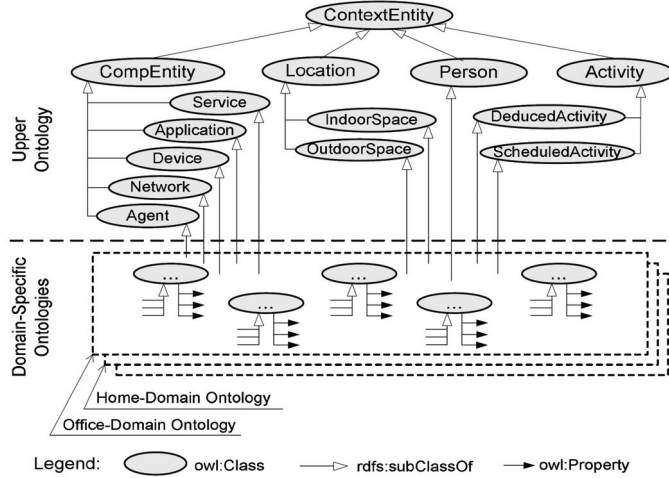 ContextEntity
CompEntity
Location
Person
Activity
Upper
Ontology
Service
Application
Device
Network
Agent
IndoorSpace
OutdoorSpace
DeducedActivity
ScheduledActivity
Domain-Specific
Ontologies
...
...
...
...
...
Home-Domain Ontology
Office-Domain Ontology
Legend: owl:Class rdfs:subClassOf owl:Property